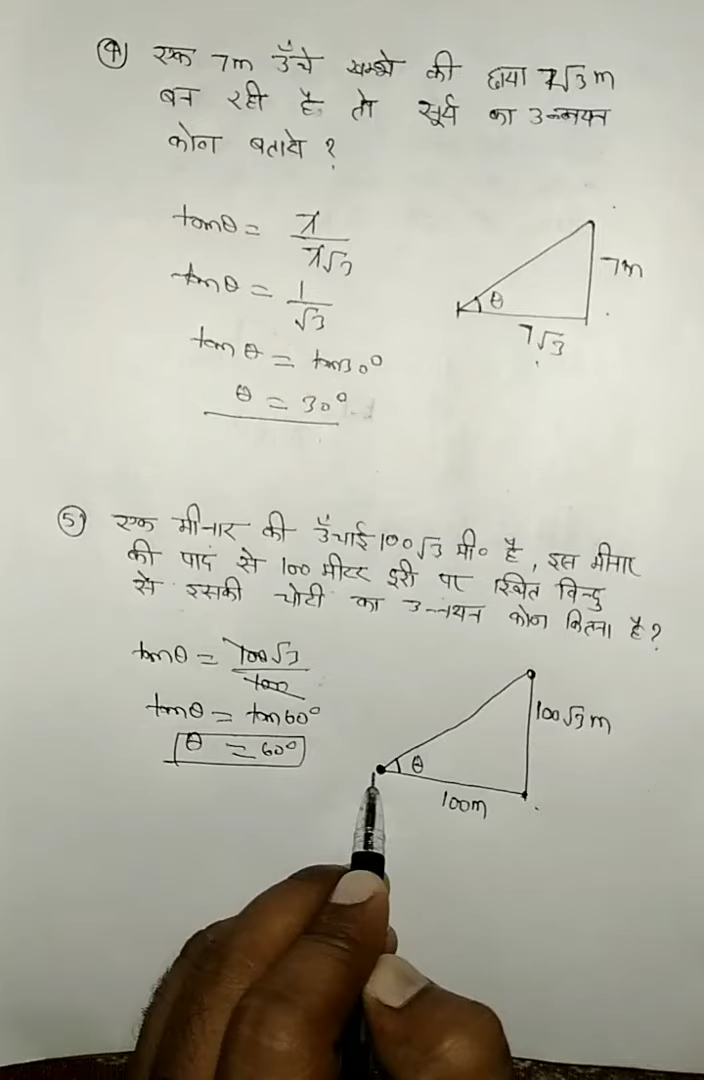 ④ एक 7m ऊँचे खम्भे की छाया 7√3 m
बन रही है, तो सूर्य का उन्नयन
कोण बताये ?
tanθ = 7/7√3
tanθ = 1/√3
tan θ = tan30°
θ = 30°
7m
θ
7√3
⑤ एक मीनार की ऊँचाई 100√3 मी० है, इस मीनार
की पाद से 100 मीटर दूरी पर स्थित बिन्दु
से इसकी चोटी का उन्नयन कोण कितना है ?
tanθ = 100√3/100
tanθ = tan60°
θ = 60°
100√3 m
θ
100m